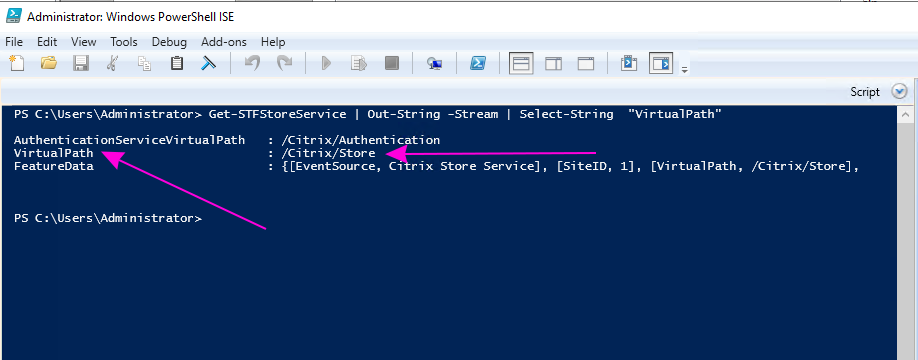 Administrator: Windows PowerShell ISE
File Edit View Tools Debug Add-ons Help
Script
PS C:\Users\Administrator> Get-STFStoreService | Out-String -Stream | Select-String  "VirtualPath"
AuthenticationServiceVirtualPath   : /Citrix/Authentication
VirtualPath                        : /Citrix/Store
FeatureData                        : {[EventSource, Citrix Store Service], [SiteID, 1], [VirtualPath, /Citrix/Store],
PS C:\Users\Administrator>